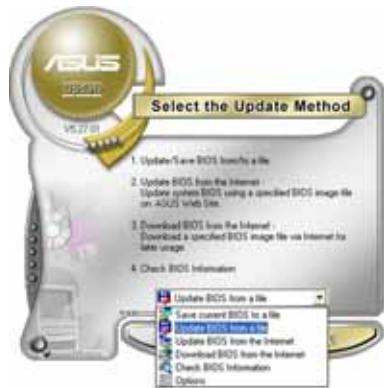 ASUS
Update
V5.27.01
Select the Update Method
1. Update/Save BIOS from/to a file
2. Update BIOS from the Internet -
Update system BIOS using a specified BIOS image file
on ASUS Web Site.
3. Download BIOS from the Internet -
Download a specified BIOS image file via Internet for
later usage.
4. Check BIOS Information
Update BIOS from a file
Save current BIOS to a file
Update BIOS from a file
Update BIOS from the Internet
Download BIOS from the Internet
Check BIOS Information
Options